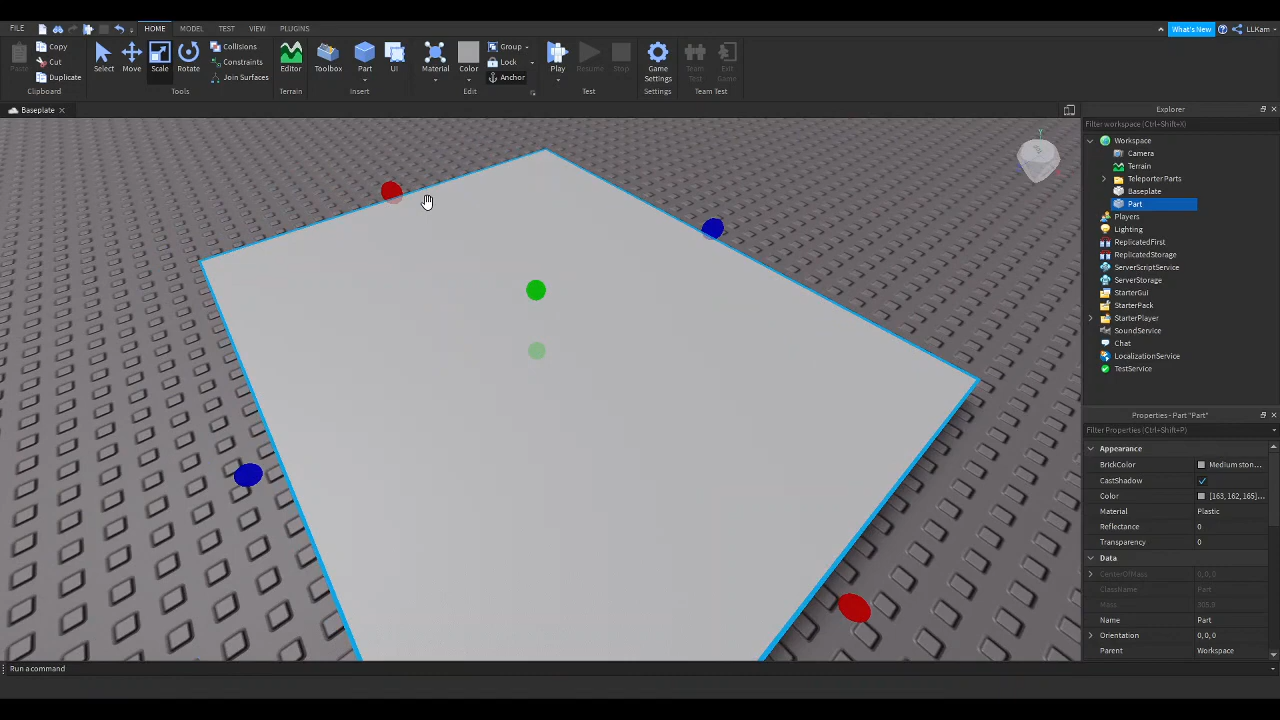 FILE HOME MODEL TEST VIEW PLUGINS What's New LLKam
Copy Collisions Group
Cut Constraints Lock
Paste Duplicate Select Move Scale Rotate Join Surfaces Editor Toolbox Part UI Material Color Anchor Play Resume Stop Game Settings Team Test Exit Game
Clipboard Tools Terrain Insert Edit Test Settings Team Test
Baseplate
Explorer
Filter workspace (Ctrl+Shift+X)
Workspace
Camera
Terrain
Teleporter Parts
Baseplate
Part
Players
Lighting
ReplicatedFirst
ReplicatedStorage
ServerScriptService
ServerStorage
StarterGui
StarterPack
StarterPlayer
SoundService
Chat
LocalizationService
TestService
Properties - Part "Part"
Filter Properties (Ctrl+Shift+P)
Appearance
BrickColor Medium ston...
CastShadow
Color [163, 162, 165]...
Material Plastic
Reflectance 0
Transparency 0
Data
CenterOfMass 0,0,0
ClassName Part
Mass 305.8
Name Part
Orientation 0,0,0
Parent Workspace
Run a command
Y